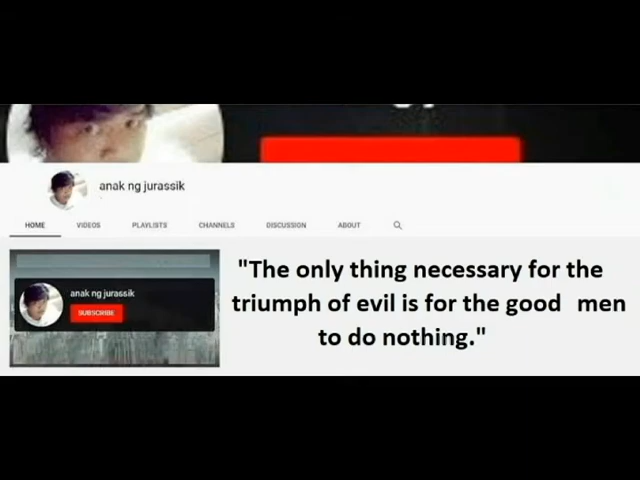 anak ng jurassik
HOME VIDEOS PLAYLISTS CHANNELS DISCUSSION ABOUT
anak ng jurassik
SUBSCRIBE
"The only thing necessary for the
triumph of evil is for the good men
to do nothing."